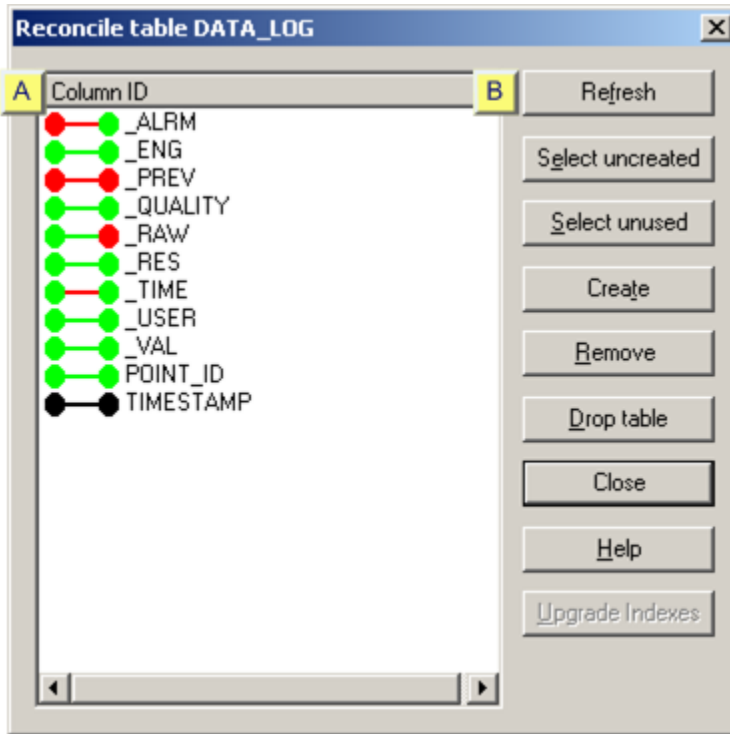 Reconcile table DATA_LOG
A Column ID B
_ALRM
_ENG
_PREV
_QUALITY
_RAW
_RES
_TIME
_USER
_VAL
POINT_ID
TIMESTAMP
Refresh
Select uncreated
Select unused
Create
Remove
Drop table
Close
Help
Upgrade Indexes